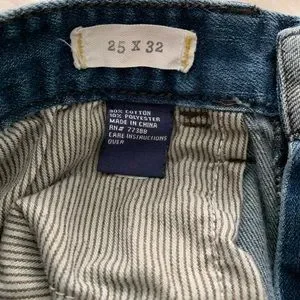 25 X 32
90% COTTON
10% POLYESTER
MADE IN CHINA
RN# 77388
CARE INSTRUCTIONS
OVER